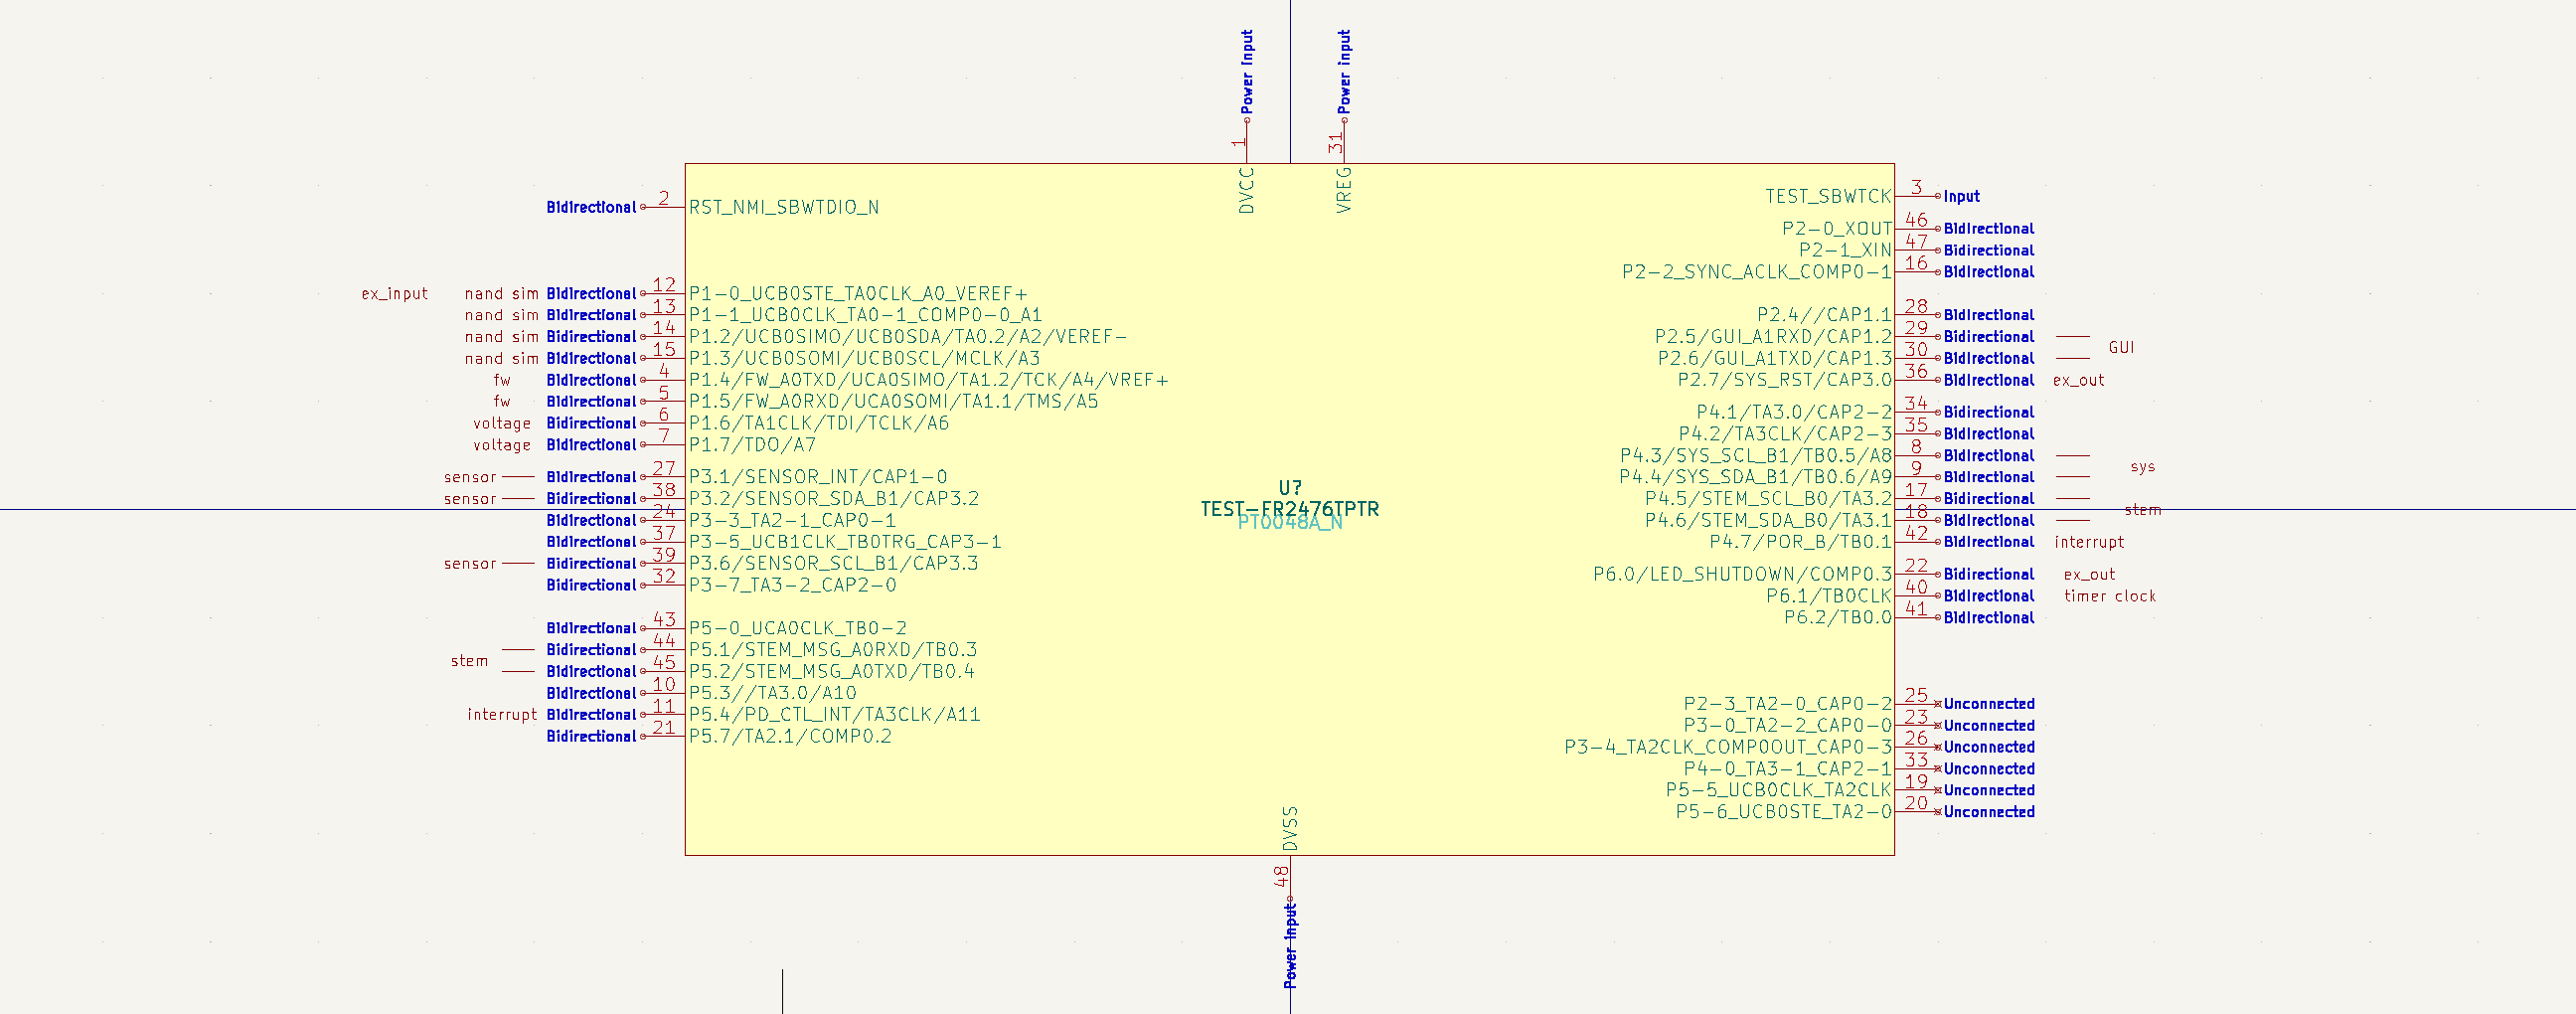 Power input
Power input
1
31
DVCC
VREG
Bidirectional 2 RST_NMI_SBWTDIO_N
ex_input nand sim Bidirectional 12 P1-0_UCB0STE_TA0CLK_A0_VEREF+
nand sim Bidirectional 13 P1-1_UCB0CLK_TA0-1_COMP0-0_A1
nand sim Bidirectional 14 P1.2/UCB0SIMO/UCB0SDA/TA0.2/A2/VEREF-
nand sim Bidirectional 15 P1.3/UCB0SOMI/UCB0SCL/MCLK/A3
fw Bidirectional 4 P1.4/FW_A0TXD/UCA0SIMO/TA1.2/TCK/A4/VREF+
fw Bidirectional 5 P1.5/FW_A0RXD/UCA0SOMI/TA1.1/TMS/A5
voltage Bidirectional 6 P1.6/TA1CLK/TDI/TCLK/A6
voltage Bidirectional 7 P1.7/TDO/A7
sensor Bidirectional 27 P3.1/SENSOR_INT/CAP1-0
sensor Bidirectional 38 P3.2/SENSOR_SDA_B1/CAP3.2
Bidirectional 24 P3-3_TA2-1_CAP0-1
Bidirectional 37 P3-5_UCB1CLK_TB0TRG_CAP3-1
sensor Bidirectional 39 P3.6/SENSOR_SCL_B1/CAP3.3
Bidirectional 32 P3-7_TA3-2_CAP2-0
Bidirectional 43 P5-0_UCA0CLK_TB0-2
Bidirectional 44 P5.1/STEM_MSG_A0RXD/TB0.3
stem
Bidirectional 45 P5.2/STEM_MSG_A0TXD/TB0.4
Bidirectional 10 P5.3//TA3.0/A10
interrupt Bidirectional 11 P5.4/PD_CTL_INT/TA3CLK/A11
Bidirectional 21 P5.7/TA2.1/COMP0.2
U?
TEST-FR2476TPTR
PT0048A_N
TEST_SBWTCK 3 Input
P2-0_XOUT 46 Bidirectional
P2-1_XIN 47 Bidirectional
P2-2_SYNC_ACLK_COMP0-1 16 Bidirectional
P2.4//CAP1.1 28 Bidirectional
P2.5/GUI_A1RXD/CAP1.2 29 Bidirectional
GUI
P2.6/GUI_A1TXD/CAP1.3 30 Bidirectional
P2.7/SYS_RST/CAP3.0 36 Bidirectional ex_out
P4.1/TA3.0/CAP2-2 34 Bidirectional
P4.2/TA3CLK/CAP2-3 35 Bidirectional
P4.3/SYS_SCL_B1/TB0.5/A8 8 Bidirectional
sys
P4.4/SYS_SDA_B1/TB0.6/A9 9 Bidirectional
P4.5/STEM_SCL_B0/TA3.2 17 Bidirectional
stem
P4.6/STEM_SDA_B0/TA3.1 18 Bidirectional
P4.7/POR_B/TB0.1 42 Bidirectional interrupt
P6.0/LED_SHUTDOWN/COMP0.3 22 Bidirectional ex_out
P6.1/TB0CLK 40 Bidirectional timer clock
P6.2/TB0.0 41 Bidirectional
P2-3_TA2-0_CAP0-2 25 Unconnected
P3-0_TA2-2_CAP0-0 23 Unconnected
P3-4_TA2CLK_COMP0OUT_CAP0-3 26 Unconnected
P4-0_TA3-1_CAP2-1 33 Unconnected
P5-5_UCB0CLK_TA2CLK 19 Unconnected
P5-6_UCB0STE_TA2-0 20 Unconnected
DVSS
48
Power input